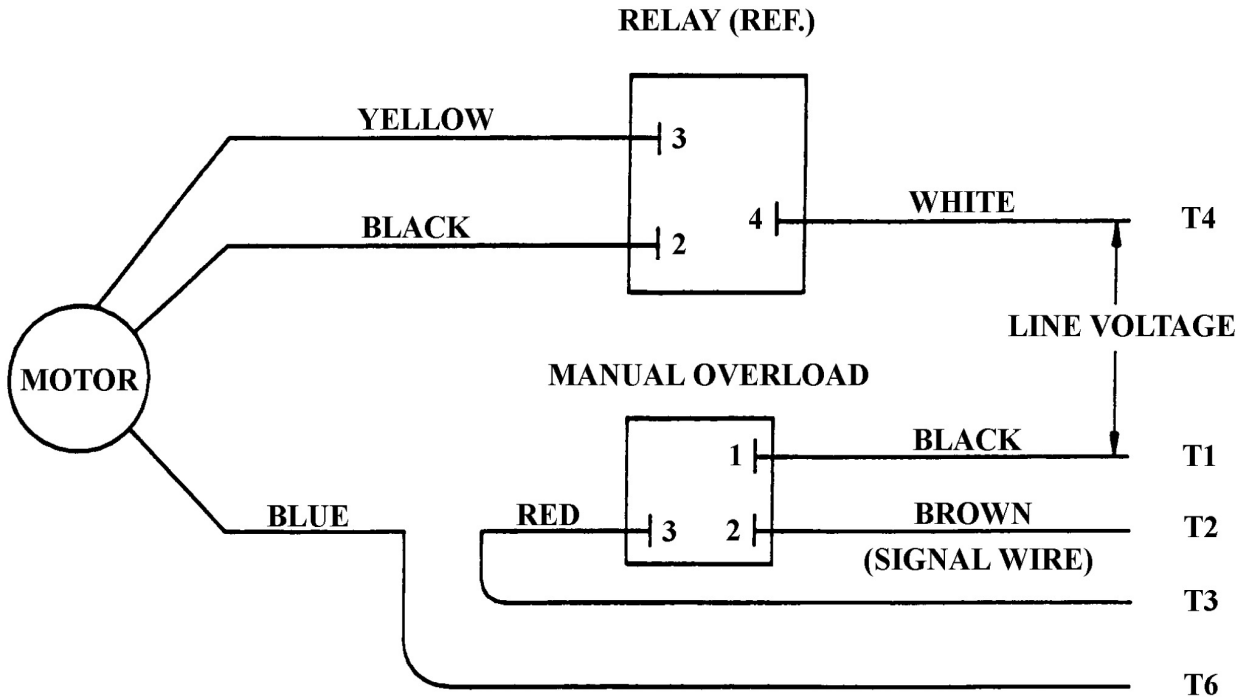 RELAY (REF.)
YELLOW
3
BLACK
2
4
WHITE
T4
LINE VOLTAGE
MOTOR
MANUAL OVERLOAD
1
BLACK
T1
BLUE
RED
3
2
BROWN
T2
(SIGNAL WIRE)
T3
T6